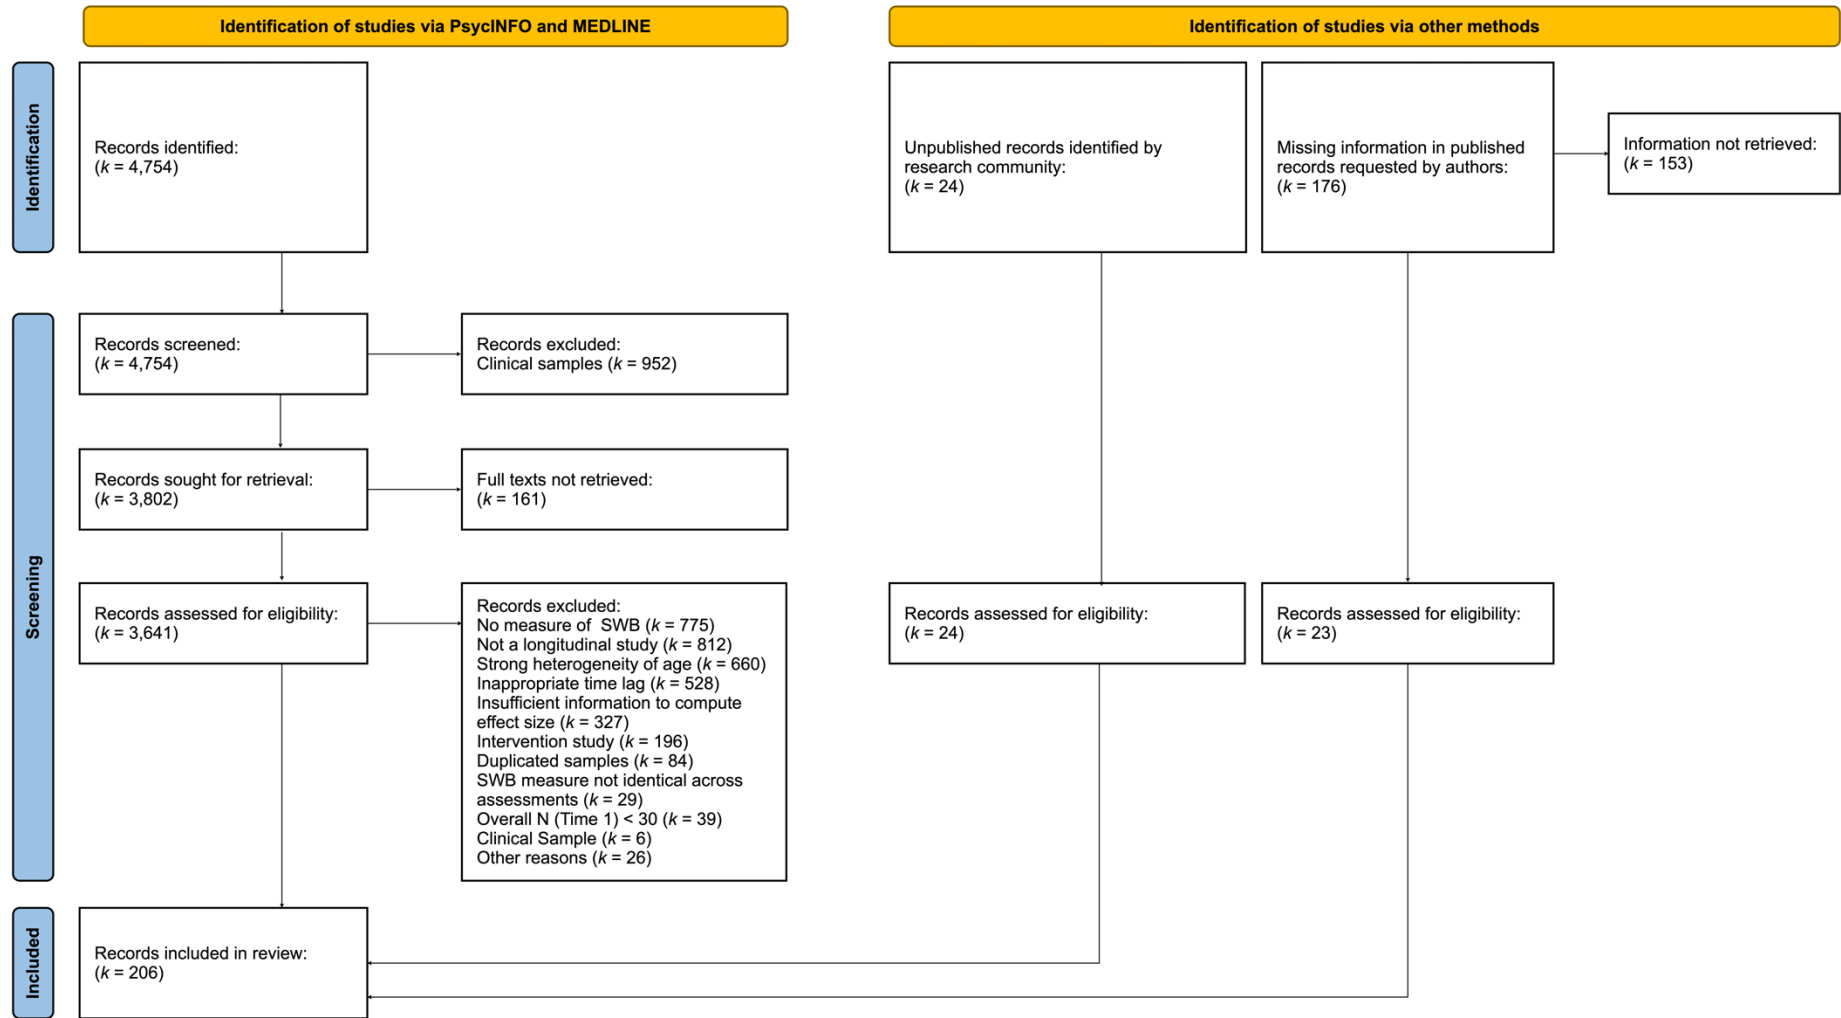 Identification of studies via PsycINFO and MEDLINE
Identification of studies via other methods
Identification
Records identified:
(k = 4,754)
Unpublished records identified by
research community:
(k = 24)
Missing information in published
records requested by authors:
(k = 176)
Information not retrieved:
(k = 153)
Screening
Records screened:
(k = 4,754)
Records excluded:
Clinical samples (k = 952)
Records sought for retrieval:
(k = 3,802)
Full texts not retrieved:
(k = 161)
Records assessed for eligibility:
(k = 3,641)
Records excluded:
No measure of  SWB (k = 775)
Not a longitudinal study (k = 812)
Strong heterogeneity of age (k = 660)
Inappropriate time lag (k = 528)
Insufficient information to compute
effect size (k = 327)
Intervention study (k = 196)
Duplicated samples (k = 84)
SWB measure not identical across
assessments (k = 29)
Overall N (Time 1) < 30 (k = 39)
Clinical Sample (k = 6)
Other reasons (k = 26)
Records assessed for eligibility:
(k = 24)
Records assessed for eligibility:
(k = 23)
Included
Records included in review:
(k = 206)